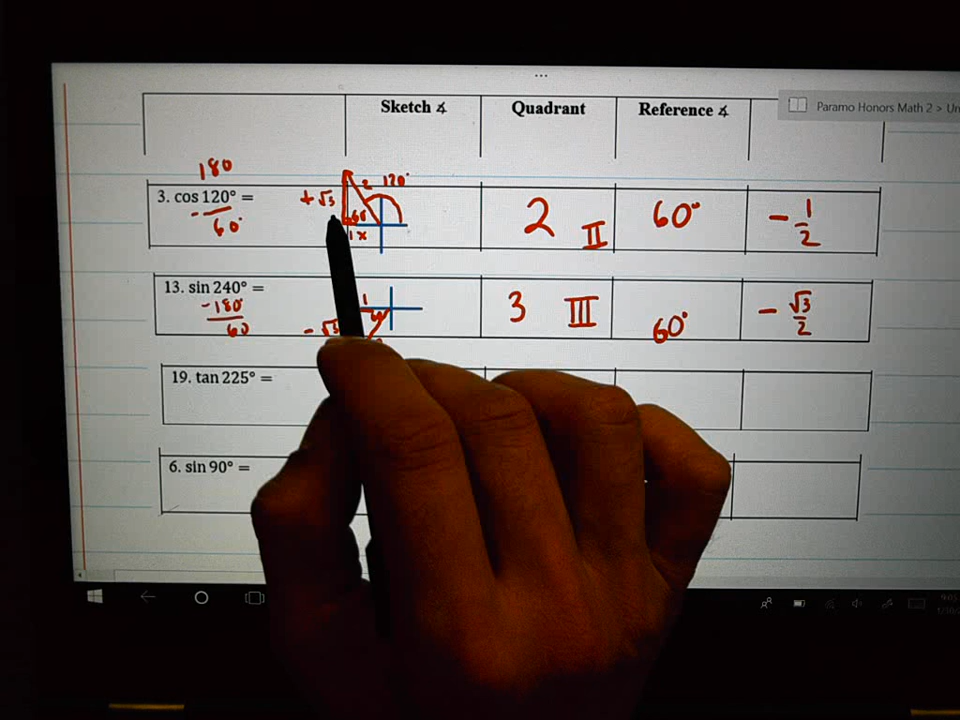 ...
Sketch ∡ Quadrant Reference ∡
Paramo Honors Math 2 > Un
180
3. cos 120° =
- 60°
+ √3 2 120°
60°
1 x
2 II
60°
- 1/2
13. sin 240° =
-180°
60
1
- √3
3 III
60°
- √3/2
19. tan 225° =
6. sin 90° =
9:05